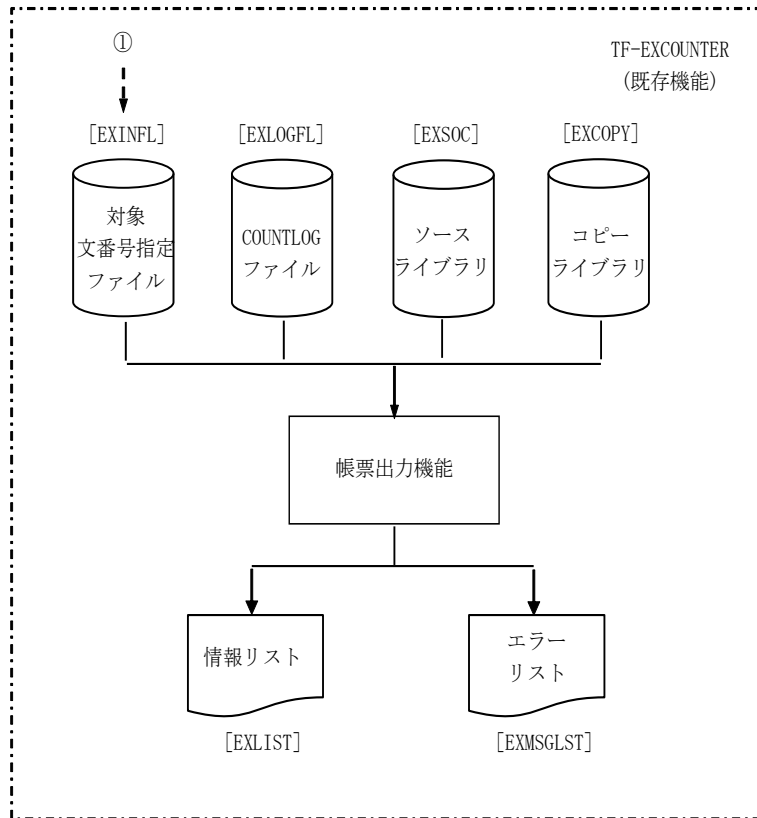 ①
TF-EXCOUNTER
(既存機能)
[EXINFL]
[EXLOGFL]
[EXSOC]
[EXCOPY]
対象
文番号指定
ファイル
COUNTLOG
ファイル
ソース
ライブラリ
コピー
ライブラリ
帳票出力機能
情報リスト
エラー
リスト
[EXLIST]
[EXMSGLST]